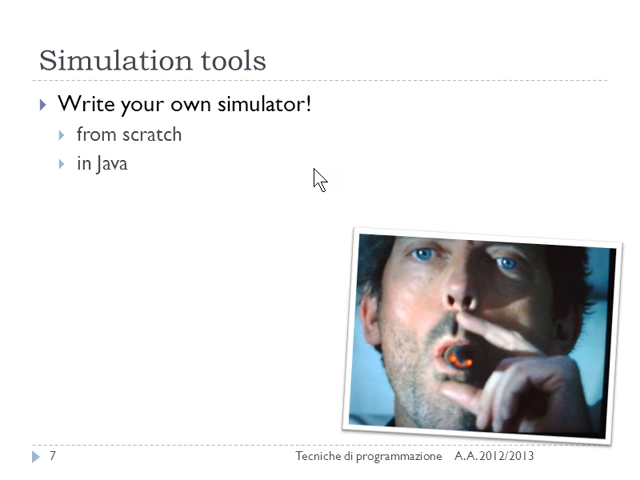 Simulation tools
Write your own simulator!
from scratch
in Java
7 Tecniche di programmazione A.A. 2012/2013